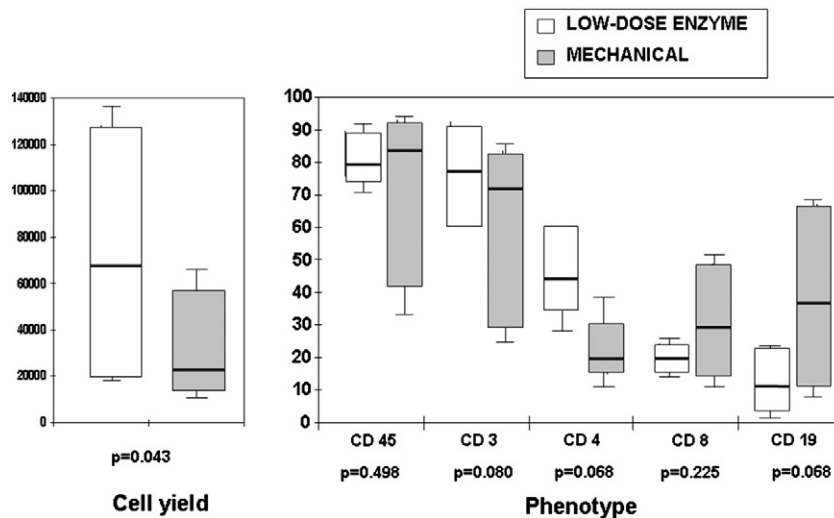 LOW-DOSE ENZYME
MECHANICAL
140000
120000
100000
80000
60000
40000
20000
0
p=0.043
Cell yield
100
90
80
70
60
50
40
30
20
10
0
CD 45 CD 3 CD 4 CD 8 CD 19
p=0.498 p=0.080 p=0.068 p=0.225 p=0.068
Phenotype